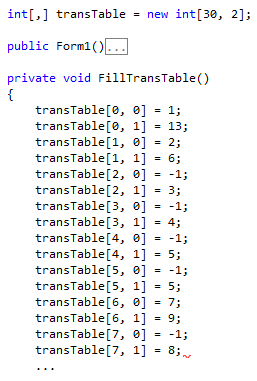 int[,] transTable = new int[30, 2];
public Form1()...
private void FillTransTable()
{
transTable[0, 0] = 1;
transTable[0, 1] = 13;
transTable[1, 0] = 2;
transTable[1, 1] = 6;
transTable[2, 0] = -1;
transTable[2, 1] = 3;
transTable[3, 0] = -1;
transTable[3, 1] = 4;
transTable[4, 0] = -1;
transTable[4, 1] = 5;
transTable[5, 0] = -1;
transTable[5, 1] = 5;
transTable[6, 0] = 7;
transTable[6, 1] = 9;
transTable[7, 0] = -1;
transTable[7, 1] = 8;
...